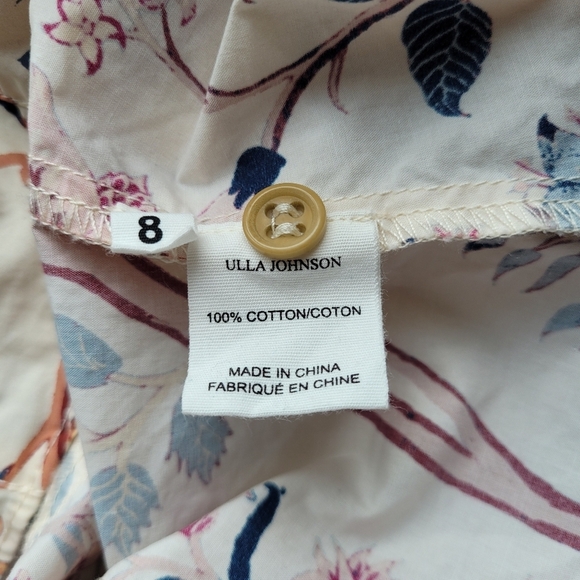 8
ULLA JOHNSON
100% COTTON/COTON
MADE IN CHINA
FABRIQUÉ EN CHINE